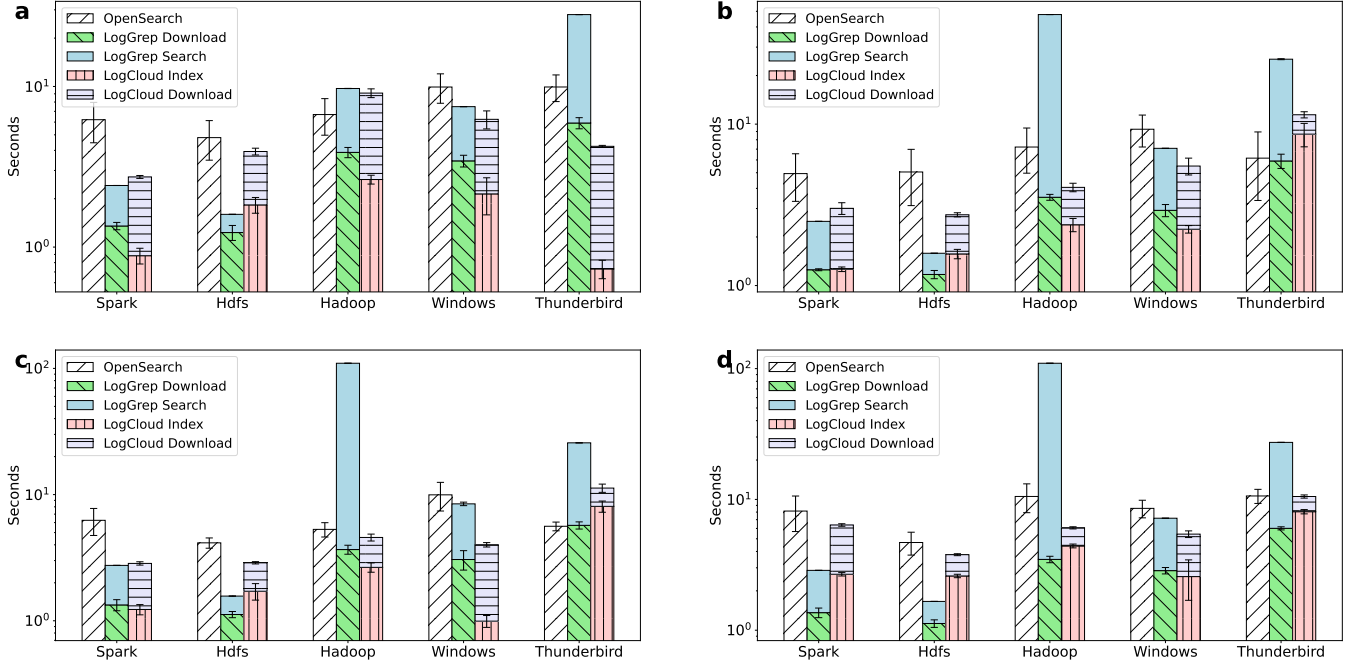 a
Seconds
10¹
10⁰
OpenSearch
LogGrep Download
LogGrep Search
LogCloud Index
LogCloud Download
Spark
Hdfs
Hadoop
Windows
Thunderbird
b
Seconds
10¹
10⁰
OpenSearch
LogGrep Download
LogGrep Search
LogCloud Index
LogCloud Download
Spark
Hdfs
Hadoop
Windows
Thunderbird
c
Seconds
10²
10¹
10⁰
OpenSearch
LogGrep Download
LogGrep Search
LogCloud Index
LogCloud Download
Spark
Hdfs
Hadoop
Windows
Thunderbird
d
Seconds
10²
10¹
10⁰
OpenSearch
LogGrep Download
LogGrep Search
LogCloud Index
LogCloud Download
Spark
Hdfs
Hadoop
Windows
Thunderbird